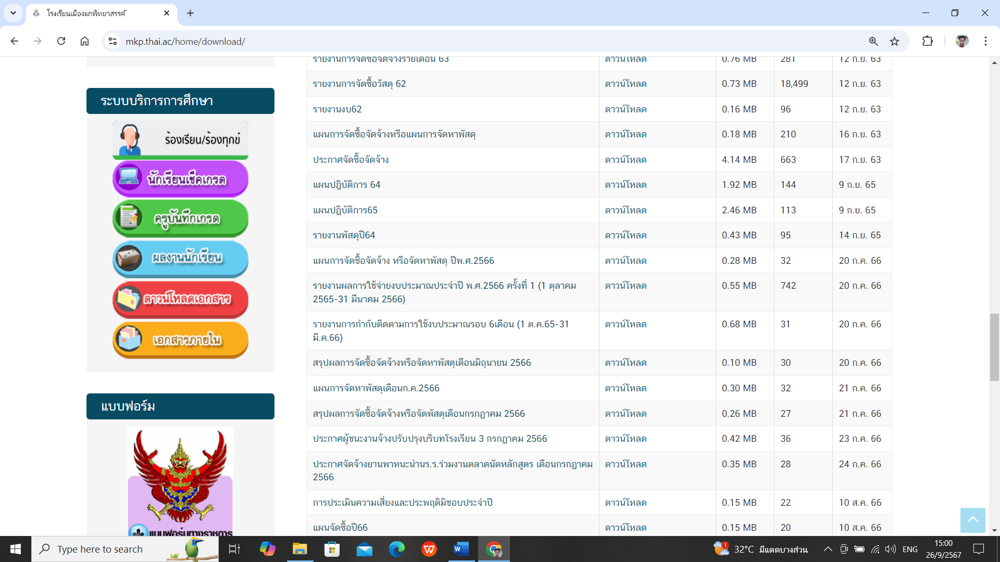 โรงเรียนเมืองแกพิทยาสรรค์
mkp.thai.ac/home/download/
ระบบบริการการศึกษา
ร้องเรียน/ร้องทุกข์
นักเรียนเช็คเกรด
ครูบันทึกเกรด
ผลงานนักเรียน
ดาวน์โหลดเอกสาร
เอกสารภายใน
แบบฟอร์ม
แบบฟอร์มทางราชการ
รายงานการจัดซื้อจัดจ้างรายเดือน 63 ดาวน์โหลด 0.76 MB 281 12 ก.ย. 63
รายงานการจัดซื้อวัสดุ 62 ดาวน์โหลด 0.73 MB 18,499 12 ก.ย. 63
รายงานงบ62 ดาวน์โหลด 0.16 MB 96 12 ก.ย. 63
แผนการจัดซื้อจัดจ้างหรือแผนการจัดหาพัสดุ ดาวน์โหลด 0.18 MB 210 16 ก.ย. 63
ประกาศจัดซื้อจัดจ้าง ดาวน์โหลด 4.14 MB 663 17 ก.ย. 63
แผนปฎิบัติการ 64 ดาวน์โหลด 1.92 MB 144 9 ก.ย. 65
แผนปฏิบัติการ65 ดาวน์โหลด 2.46 MB 113 9 ก.ย. 65
รายงานพัสดุปี64 ดาวน์โหลด 0.43 MB 95 14 ก.ย. 65
แผนการจัดซื้อจัดจ้าง หรือจัดหาพัสดุ ปีพ.ศ.2566 ดาวน์โหลด 0.28 MB 32 20 ก.ค. 66
รายงานผลการใช้จ่ายงบประมาณประจำปี พ.ศ.2566 ครั้งที่ 1 (1 ตุลาคม ดาวน์โหลด 0.55 MB 742 20 ก.ค. 66
2565-31 มีนาคม 2566)
รายงานการกำกับติดตามการใช้งบประมาณรอบ 6เดือน (1 ต.ค.65-31 ดาวน์โหลด 0.68 MB 31 20 ก.ค. 66
มี.ค.66)
สรุปผลการจัดซื้อจัดจ้างหรือจัดหาพัสดุเดือนมิถุนายน 2566 ดาวน์โหลด 0.10 MB 30 20 ก.ค. 66
แผนการจัดหาพัสดุเดือนก.ค.2566 ดาวน์โหลด 0.30 MB 32 21 ก.ค. 66
สรุปผลการจัดซื้อจัดจ้างหรือจัดพัสดุเดือนกรกฏาคม 2566 ดาวน์โหลด 0.26 MB 27 21 ก.ค. 66
ประกาศผู้ชนะงานจ้างปรับปรุงบริบทโรงเรียน 3 กรกฏาคม 2566 ดาวน์โหลด 0.42 MB 36 23 ก.ค. 66
ประกาศจัดจ้างยานพาหนะนำนร.ร.ร่วมงานตลาดนัดหลักสูตร เดือนกรกฏาคม ดาวน์โหลด 0.35 MB 28 24 ก.ค. 66
2566
การประเมินความเสี่ยงและประพฤติมิชอบประจำปี ดาวน์โหลด 0.15 MB 22 10 ส.ค. 66
แผนจัดซื้อปี66 ดาวน์โหลด 0.15 MB 20 10 ส.ค. 66
Type here to search
1
32°C มีแดดบางส่วน
ENG
15:00
26/9/2567